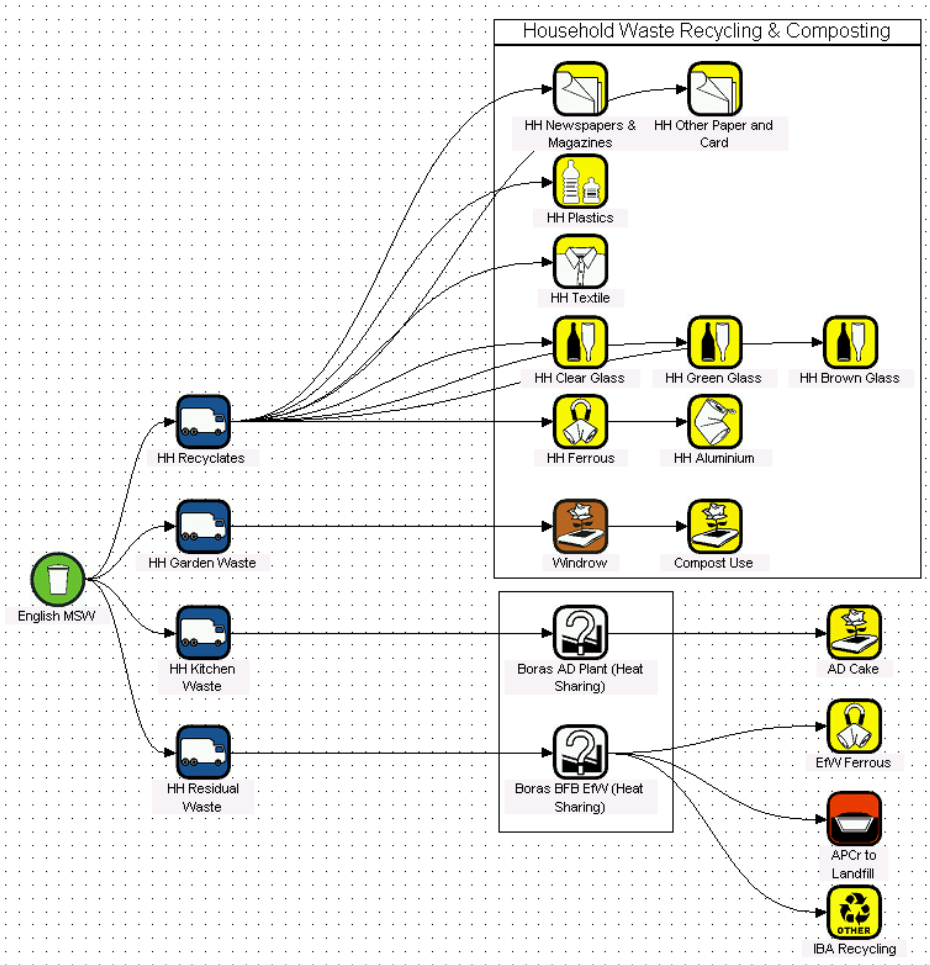 Household Waste Recycling & Composting
HH Newspapers &
Magazines
HH Other Paper and
Card
HH Plastics
HH Textile
HH Clear Glass
HH Green Glass
HH Brown Glass
HH Recyclates
HH Ferrous
HH Aluminium
HH Garden Waste
Windrow
Compost Use
English MSW
HH Kitchen
Waste
Boras AD Plant (Heat
Sharing)
AD Cake
EfW Ferrous
HH Residual
Waste
Boras BFB EfW (Heat
Sharing)
APCr to
Landfill
OTHER
IBA Recycling